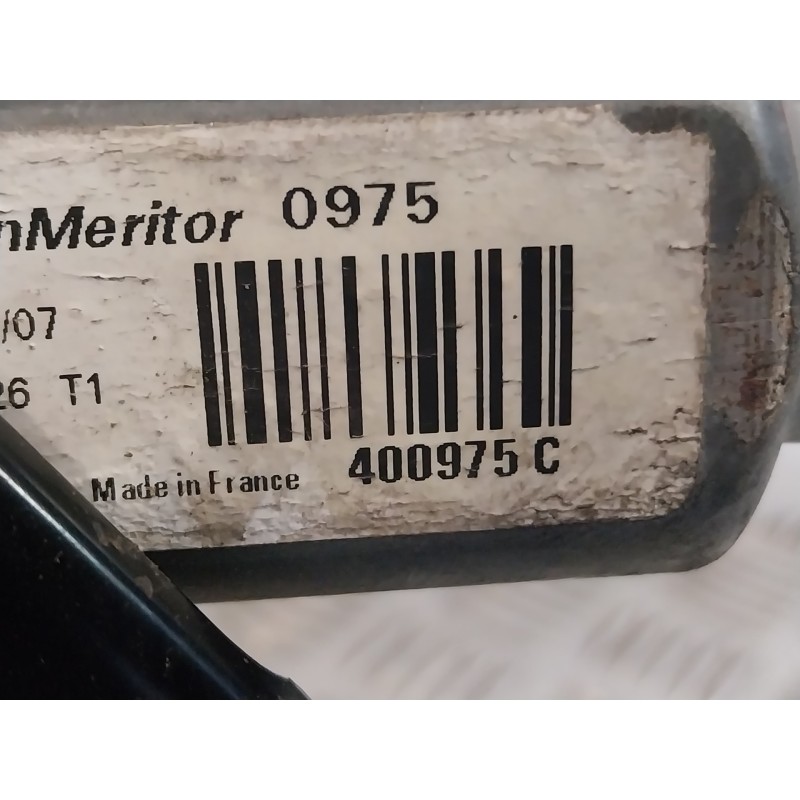 nMeritor 0975
/07
26 T1
400975 C
Made in France